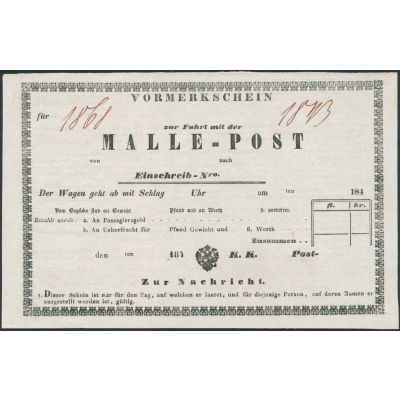 VORMERKSCHEIN
für 1861 1843
zur Fahrt mit der
MALLE-POST
von nach
Einschreib-Nro.
Der Wagen geht ab mit Schlag Uhr am ten 184
fl. kr.
Vom Gepäcke sind an Gewicht Pfund und an Werth fl. portofrei.
Bezahlt wurde: a. An Passagiersgeld
b. An Ueberfracht für Pfund Gewicht und fl. Werth
Zusammen
den ten 184 K. K. Post-
Zur Nachricht
1. Dieser Schein ist nur für den Tag, auf welchen er lautet, und für diejenige Person, auf deren Namen er
ausgestellt worden ist, gültig.